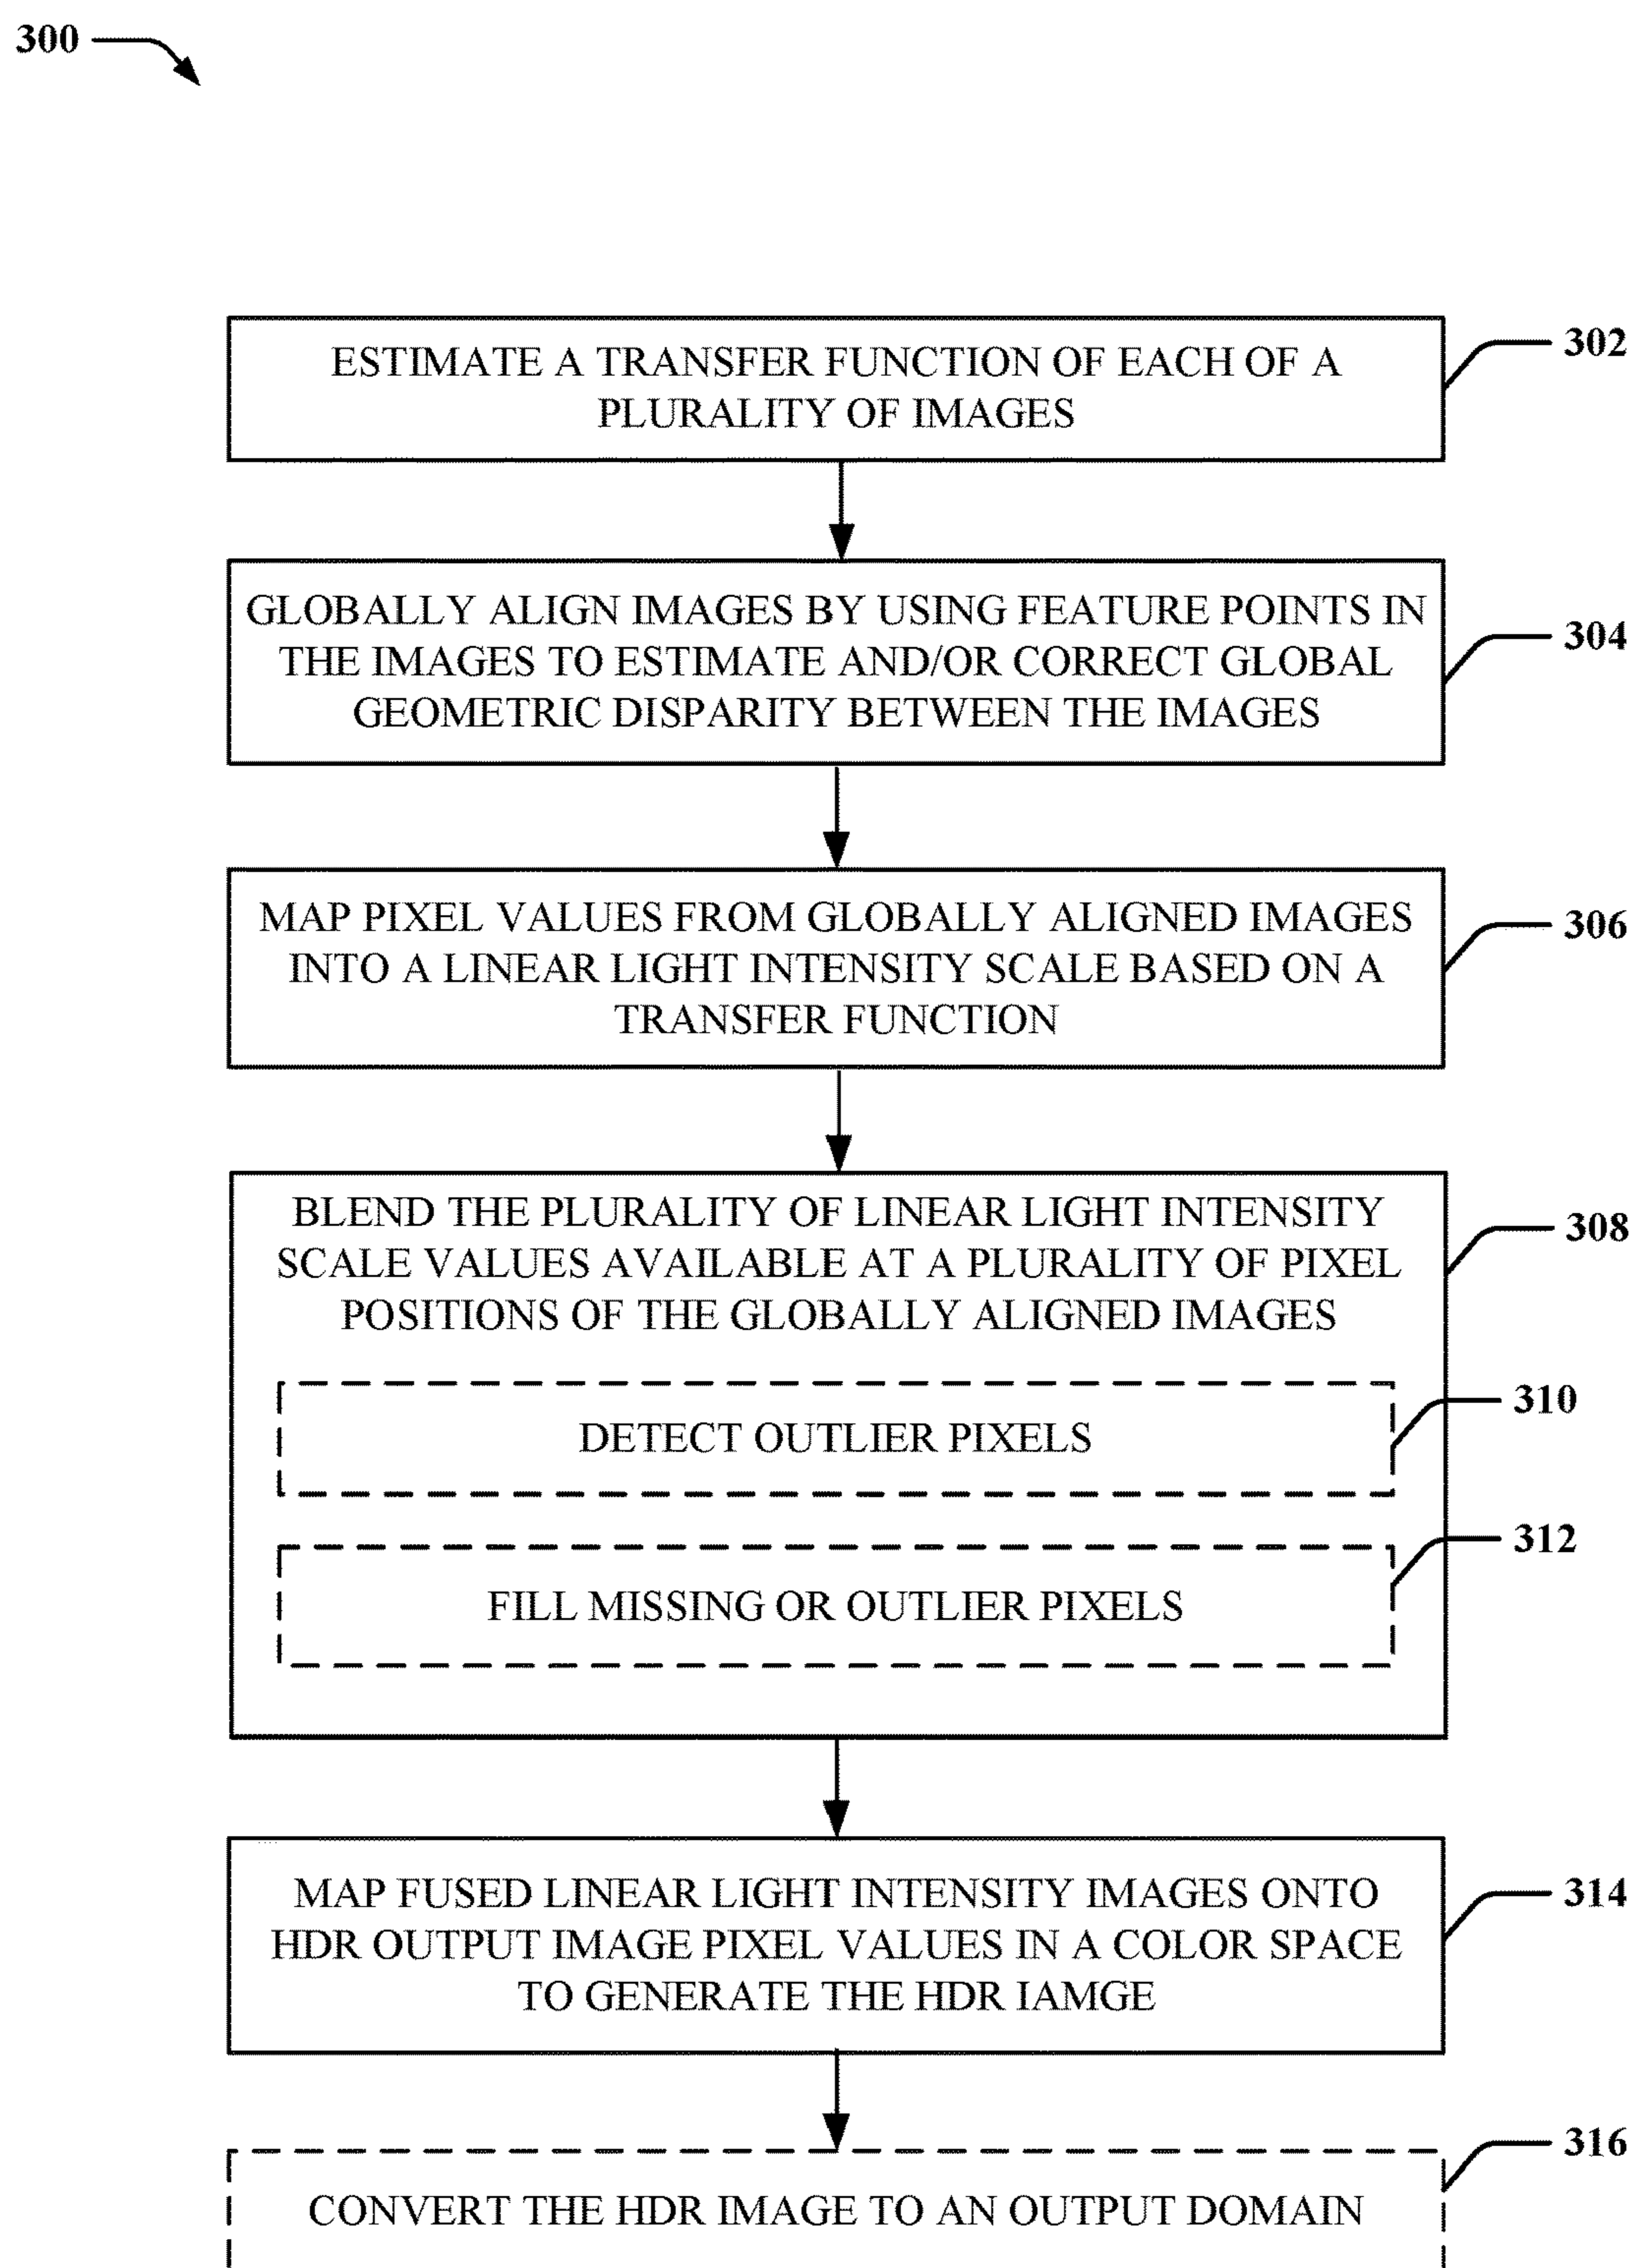 300
ESTIMATE A TRANSFER FUNCTION OF EACH OF A
PLURALITY OF IMAGES
302
GLOBALLY ALIGN IMAGES BY USING FEATURE POINTS IN
THE IMAGES TO ESTIMATE AND/OR CORRECT GLOBAL
GEOMETRIC DISPARITY BETWEEN THE IMAGES
304
MAP PIXEL VALUES FROM GLOBALLY ALIGNED IMAGES
INTO A LINEAR LIGHT INTENSITY SCALE BASED ON A
TRANSFER FUNCTION
306
BLEND THE PLURALITY OF LINEAR LIGHT INTENSITY
SCALE VALUES AVAILABLE AT A PLURALITY OF PIXEL
POSITIONS OF THE GLOBALLY ALIGNED IMAGES
308
DETECT OUTLIER PIXELS
310
FILL MISSING OR OUTLIER PIXELS
312
MAP FUSED LINEAR LIGHT INTENSITY IMAGES ONTO
HDR OUTPUT IMAGE PIXEL VALUES IN A COLOR SPACE
TO GENERATE THE HDR IAMGE
314
CONVERT THE HDR IMAGE TO AN OUTPUT DOMAIN
316